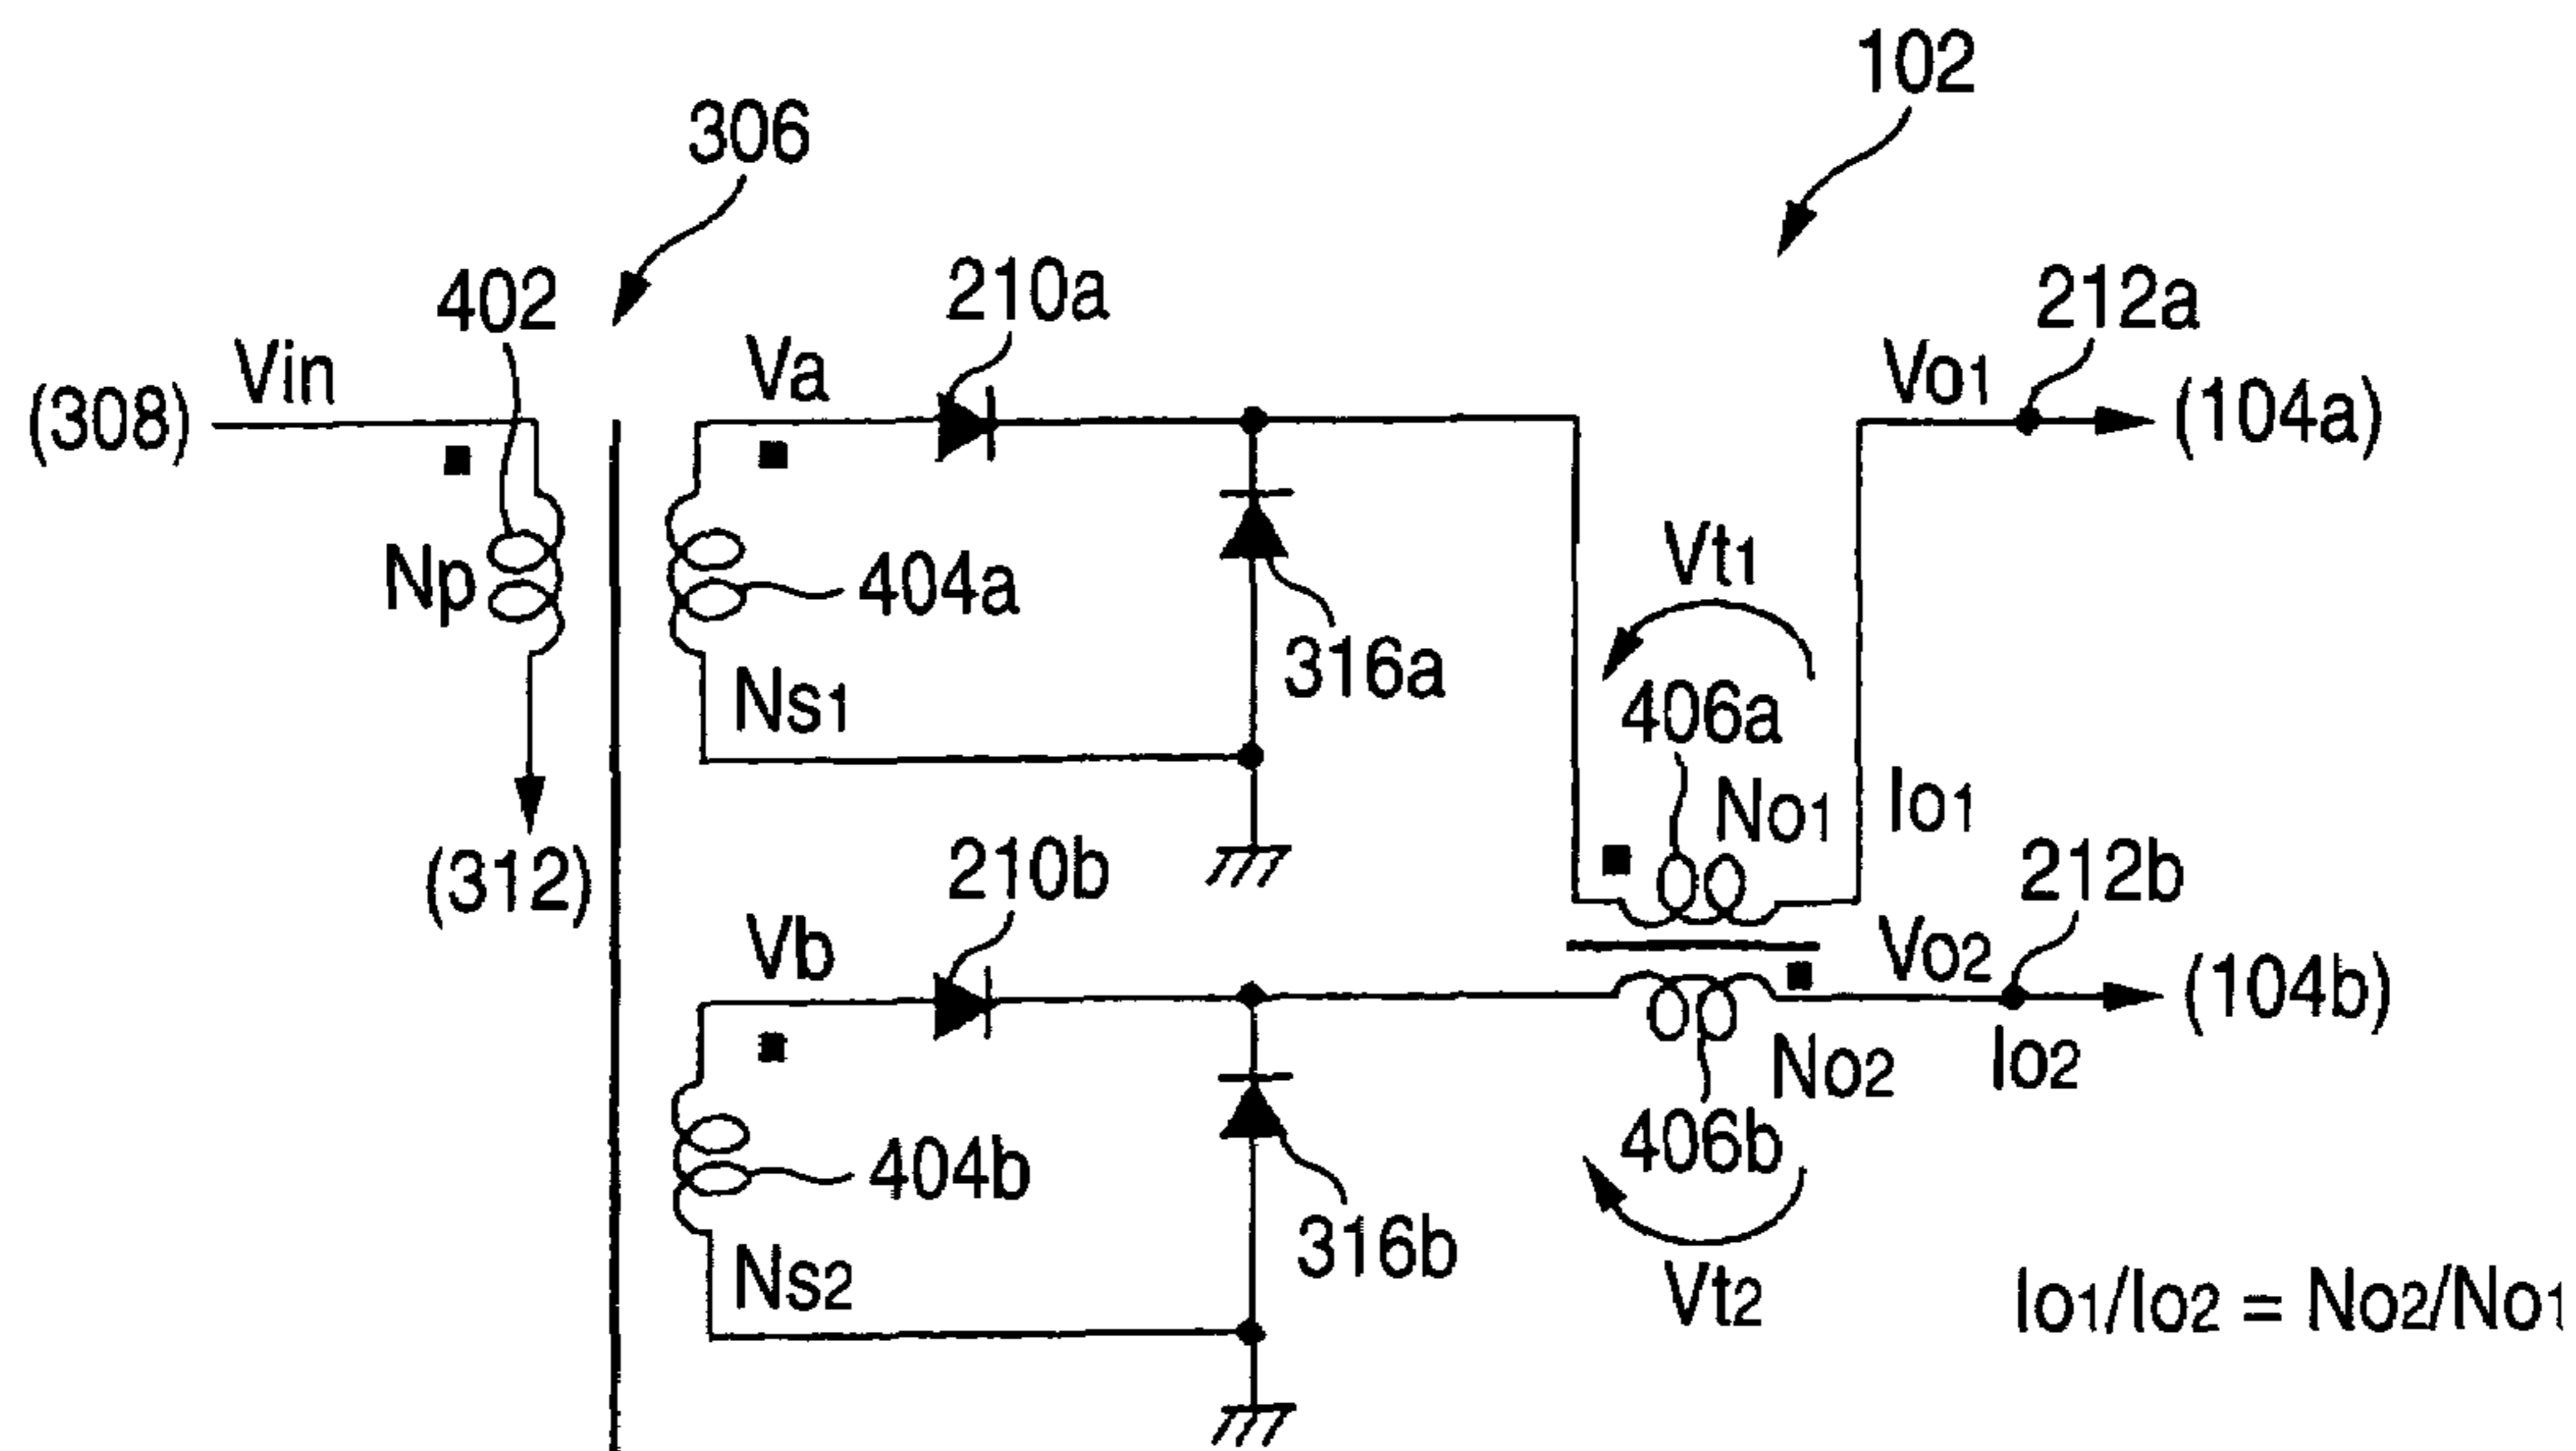 102
306
402
210a
212a
Vin
Va
Vo1
(308)
(104a)
Np
404a
Vt1
316a
Ns1
406a
No1
Io1
(312)
210b
212b
Vb
Vo2
(104b)
No2
Io2
404b
406b
316b
Ns2
Vt2
Io1/Io2 = No2/No1